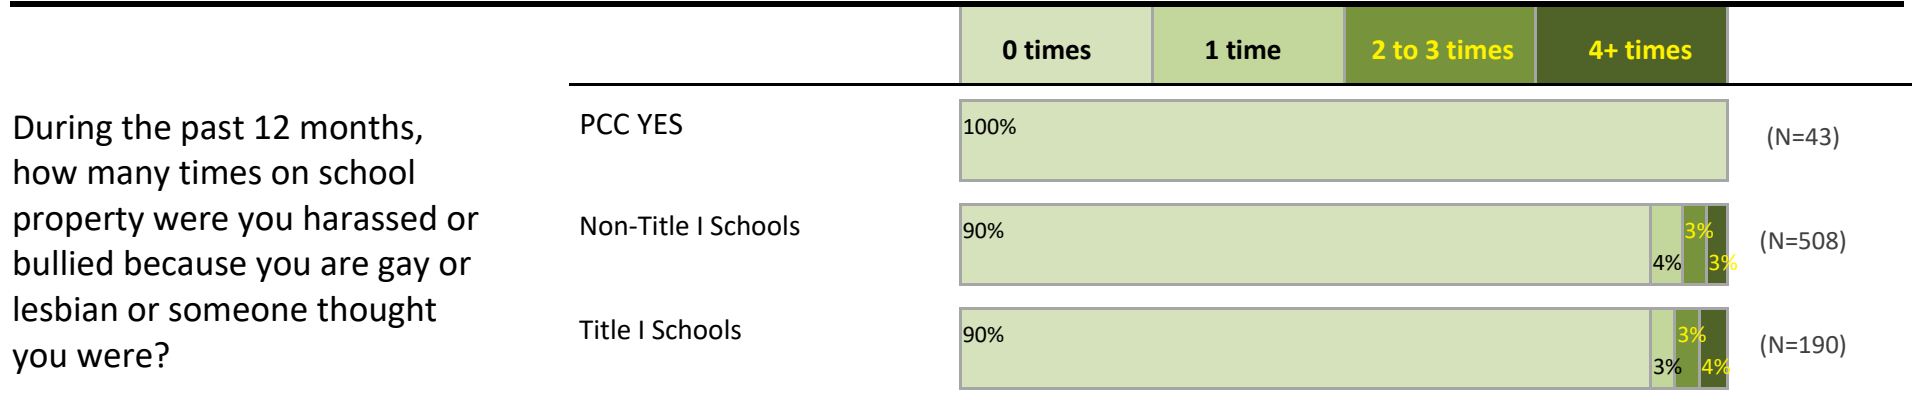 0 times 1 time 2 to 3 times 4+ times
During the past 12 months,
how many times on school
property were you harassed or
bullied because you are gay or
lesbian or someone thought
you were?
PCC YES 100% (N=43)
Non-Title I Schools 90% 4% 3% 3% (N=508)
Title I Schools 90% 3% 3% 4% (N=190)